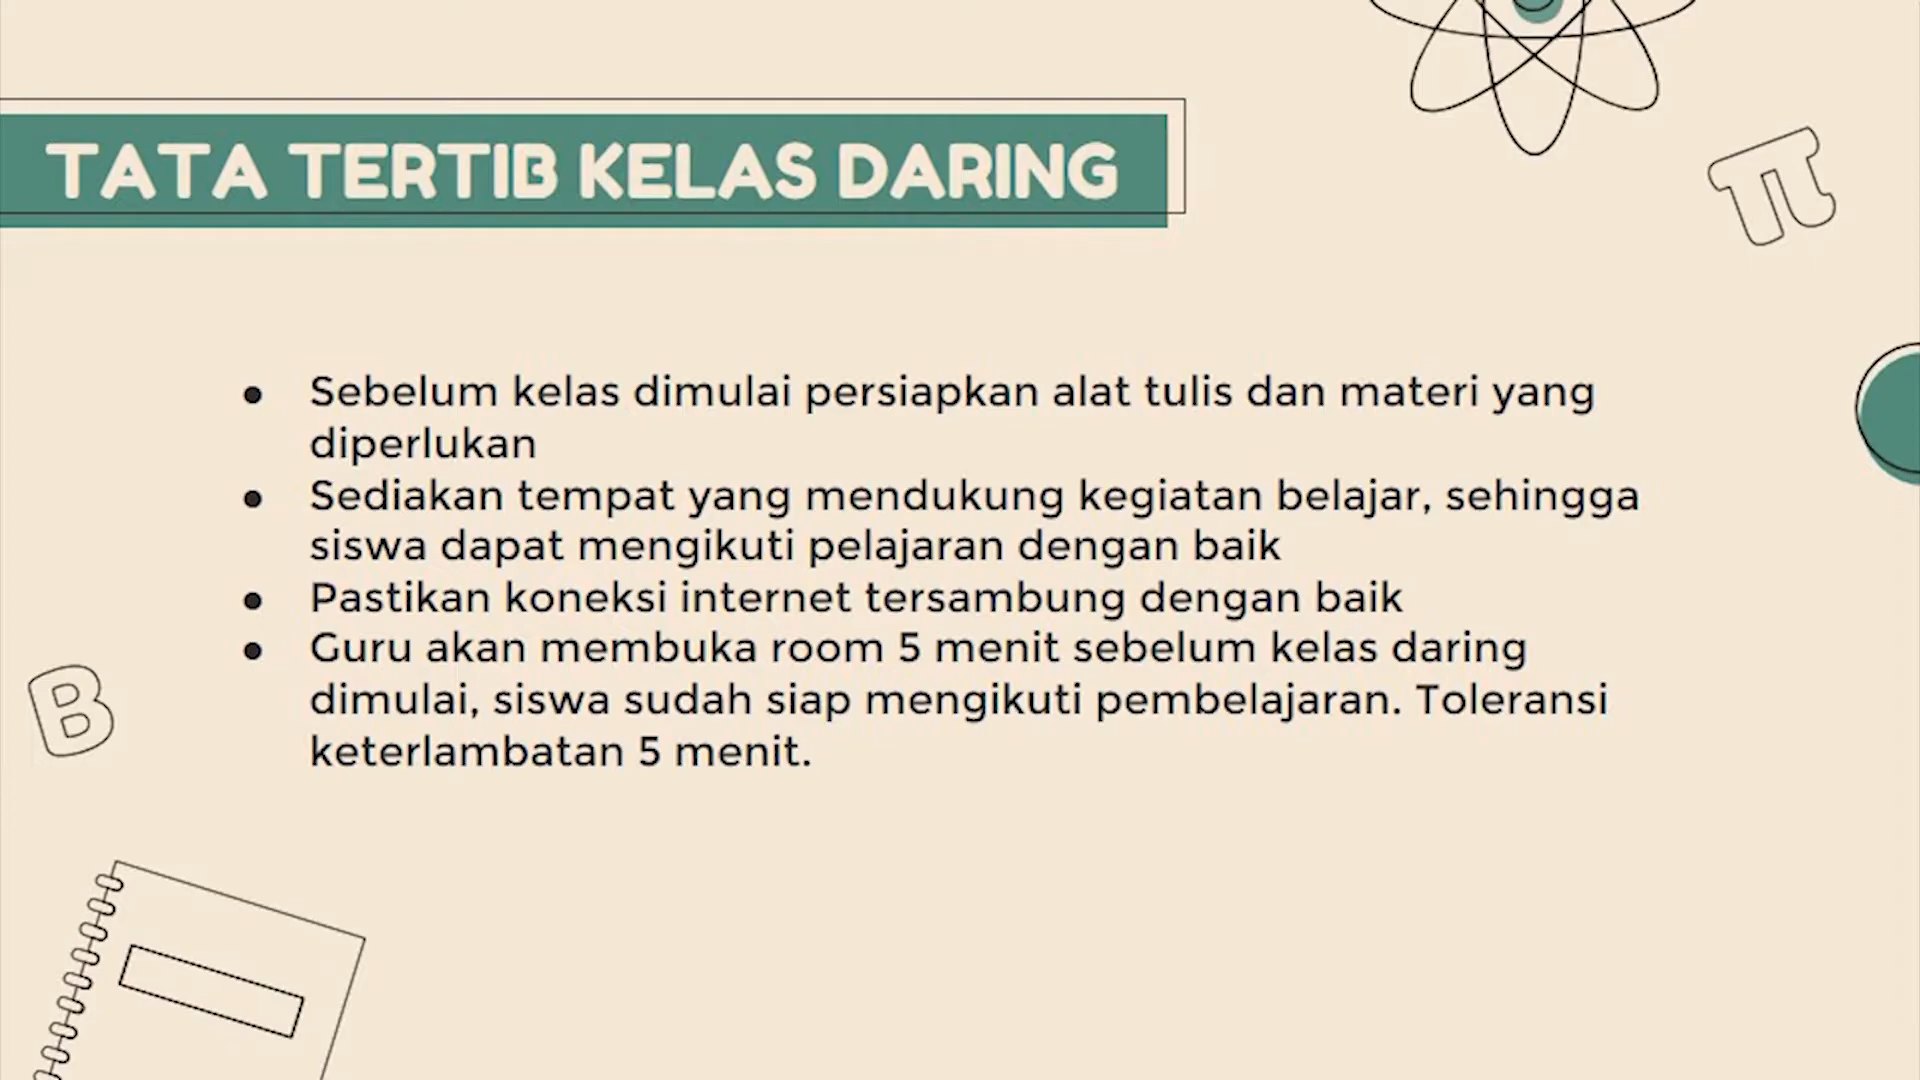 TATA TERTIB KELAS DARING
π
● Sebelum kelas dimulai persiapkan alat tulis dan materi yang
diperlukan
● Sediakan tempat yang mendukung kegiatan belajar, sehingga
siswa dapat mengikuti pelajaran dengan baik
● Pastikan koneksi internet tersambung dengan baik
● Guru akan membuka room 5 menit sebelum kelas daring
dimulai, siswa sudah siap mengikuti pembelajaran. Toleransi
keterlambatan 5 menit.
B